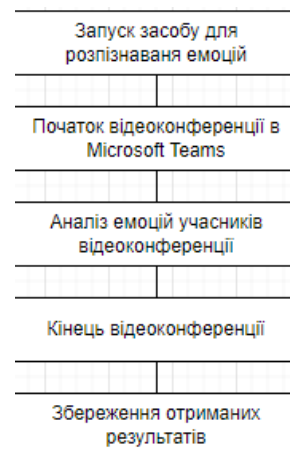 Запуск засобу для
розпізнаваня емоцій
Початок відеоконференції в
Microsoft Teams
Аналіз емоцій учасників
відеоконференції
Кінець відеоконференції
Збереження отриманих
результатів